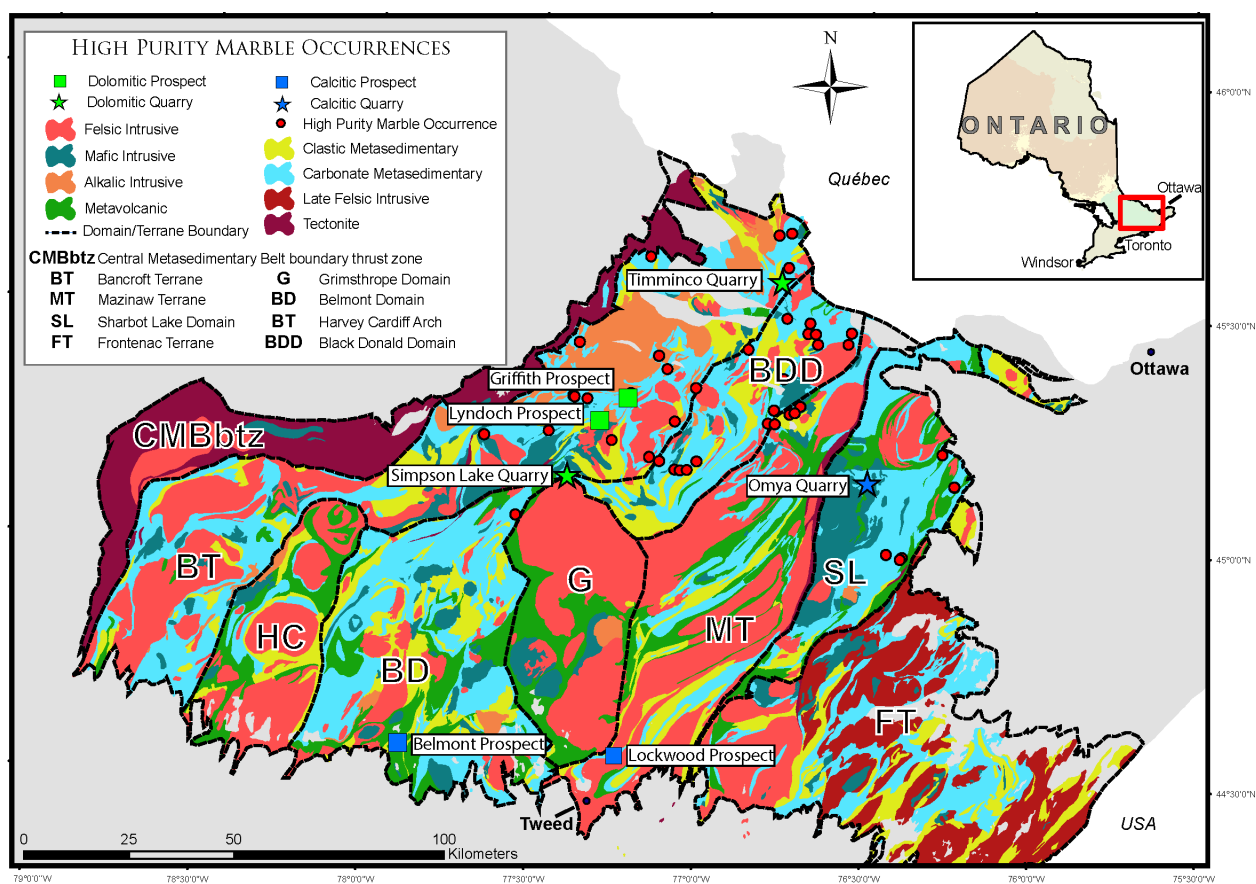 HIGH PURITY MARBLE OCCURRENCES
Dolomitic Prospect
Dolomitic Quarry
Felsic Intrusive
Mafic Intrusive
Alkalic Intrusive
Metavolcanic
Domain/Terrane Boundary
Calcitic Prospect
Calcitic Quarry
High Purity Marble Occurrence
Clastic Metasedimentary
Carbonate Metasedimentary
Late Felsic Intrusive
Tectonite
CMBbtz Central Metasedimentary Belt boundary thrust zone
BT Bancroft Terrane
MT Mazinaw Terrane
SL Sharbot Lake Domain
FT Frontenac Terrane
G Grimsthrope Domain
BD Belmont Domain
BT Harvey Cardiff Arch
BDD Black Donald Domain
N
Québec
ONTARIO
Ottawa
Toronto
Windsor
46°0'0"N
45°30'0"N
45°0'0"N
44°30'0"N
Timminco Quarry
Ottawa
BDD
Griffith Prospect
Lyndoch Prospect
CMBbtz
Simpson Lake Quarry
Omya Quarry
BT
G
SL
HC
MT
BD
FT
Belmont Prospect
Lockwood Prospect
Tweed
USA
0 25 50 100
Kilometers
79°0'0"W 78°30'0"W 78°0'0"W 77°30'0"W 77°0'0"W 76°30'0"W 76°0'0"W 75°30'0"W